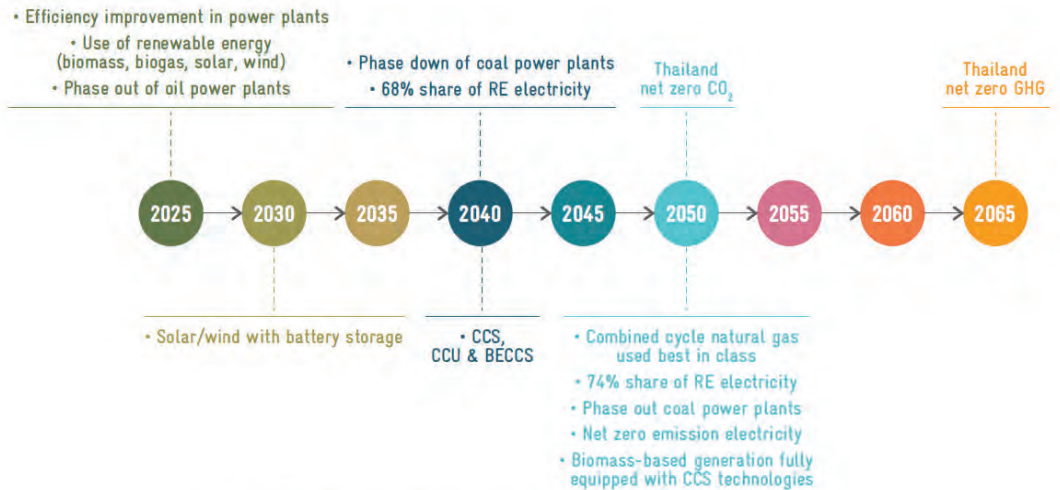 • Efficiency improvement in power plants
• Use of renewable energy
(biomass, biogas, solar, wind)
• Phase out of oil power plants
• Phase down of coal power plants
• 68% share of RE electricity
Thailand
net zero CO₂
Thailand
net zero GHG
2025
2030
2035
2040
2045
2050
2055
2060
2065
• Solar/wind with battery storage
• CCS,
CCU & BECCS
• Combined cycle natural gas
used best in class
• 74% share of RE electricity
• Phase out coal power plants
• Net zero emission electricity
• Biomass-based generation fully
equipped with CCS technologies